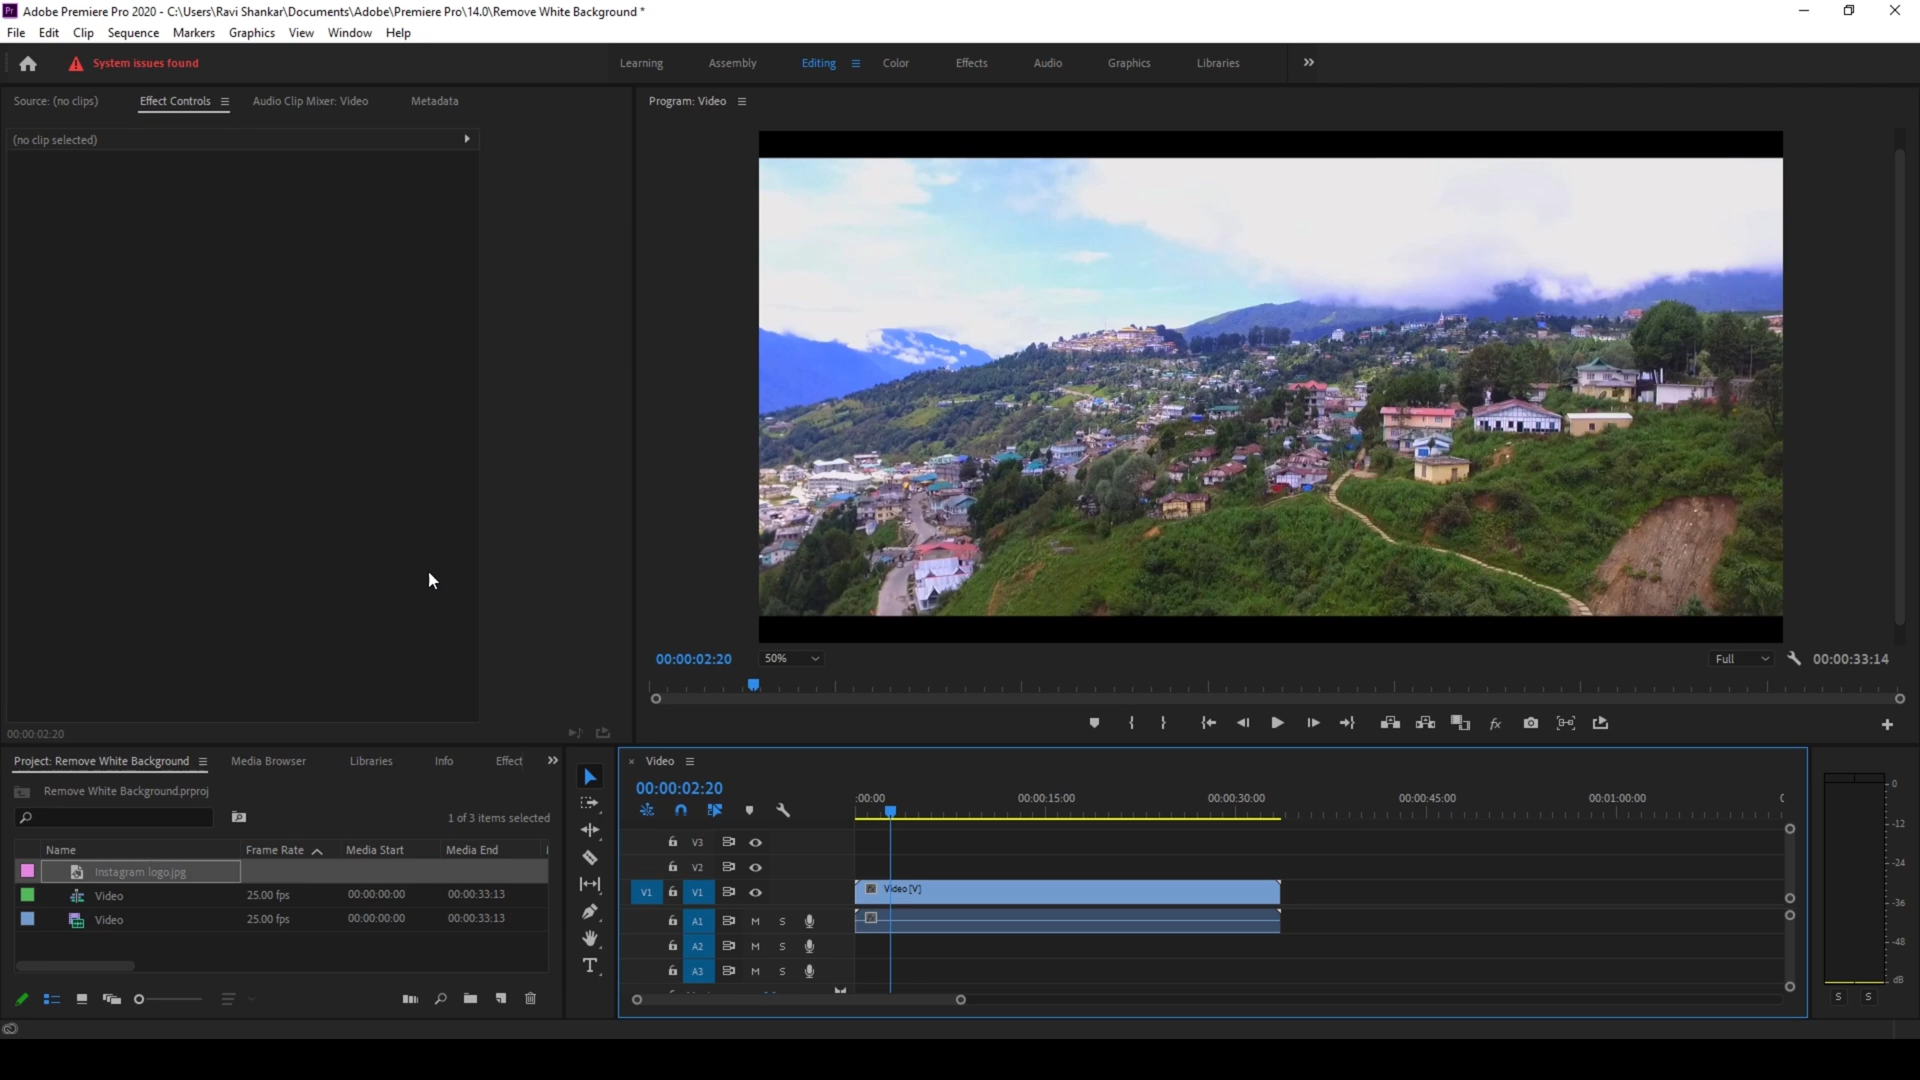 Adobe Premiere Pro 2020 - C:\Users\Ravi Shankar\Documents\Adobe\Premiere Pro\14.0\Remove White Background *
File Edit Clip Sequence Markers Graphics View Window Help
System issues found
Learning Assembly Editing Color Effects Audio Graphics Libraries
Source: (no clips) Effect Controls Audio Clip Mixer: Video Metadata
Program: Video
(no clip selected)
00:00:02:20 50% Full 00:00:33:14
00:00:02:20
Project: Remove White Background Media Browser Libraries Info Effect
Remove White Background.prproj
1 of 3 items selected
Name Frame Rate Media Start Media End
Instagram logo.jpg
Video 25.00 fps 00:00:00:00 00:00:33:13
Video 25.00 fps 00:00:00:00 00:00:33:13
Video
00:00:02:20
:00:00 00:00:15:00 00:00:30:00 00:00:45:00 00:01:00:00
V3
V2
V1 V1 Video [V]
A1 M S
A2 M S
A3 M S
0
-12
-24
-36
-48
dB
S S